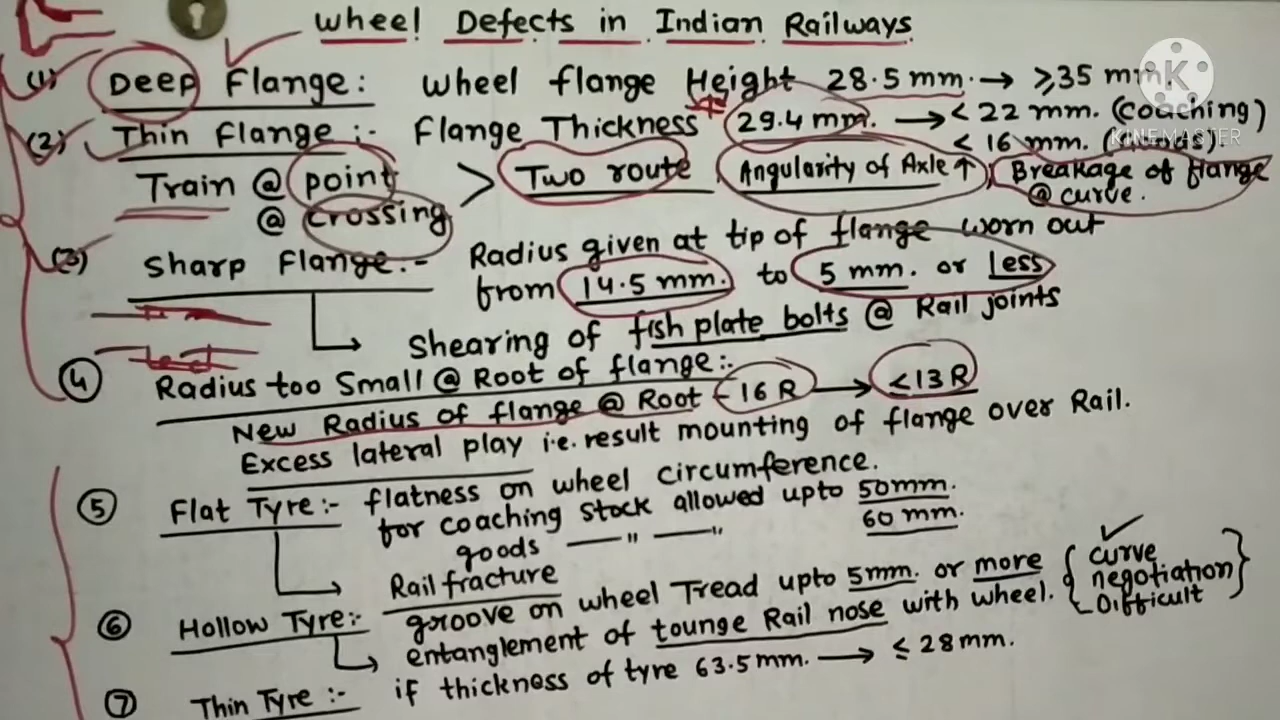 Wheel Defects in Indian Railways
(1) Deep Flange: Wheel flange Height 28.5 mm. → ≥35 mm
(2) Thin flange :- Flange Thickness 29.4 mm. → < 22 mm. (Coaching)
< 16 mm.
Train @ point > Two route, Angularity of Axle ↑, Breakage of flange
@ crossing @ curve.
(3) Sharp Flange.- Radius given at tip of flange worn out
from 14.5 mm. to 5 mm. or less
Shearing of fish plate bolts @ Rail joints
④ Radius too Small @ Root of flange:-
New Radius of flange @ Root - 16 R → <13 R
Excess lateral play i.e. result mounting of flange over Rail.
⑤ Flat Tyre :- flatness on wheel circumference.
for coaching stock allowed upto 50mm.
goods —— " —— " 60 mm.
Rail fracture
⑥ Hollow Tyre:- groove on wheel Tread upto 5mm. or more { curve
negotiation
Difficult }
entanglement of tounge Rail nose with wheel.
⑦ Thin Tyre :- if thickness of tyre 63.5 mm. → ≤ 28 mm.
K
KINEMASTER